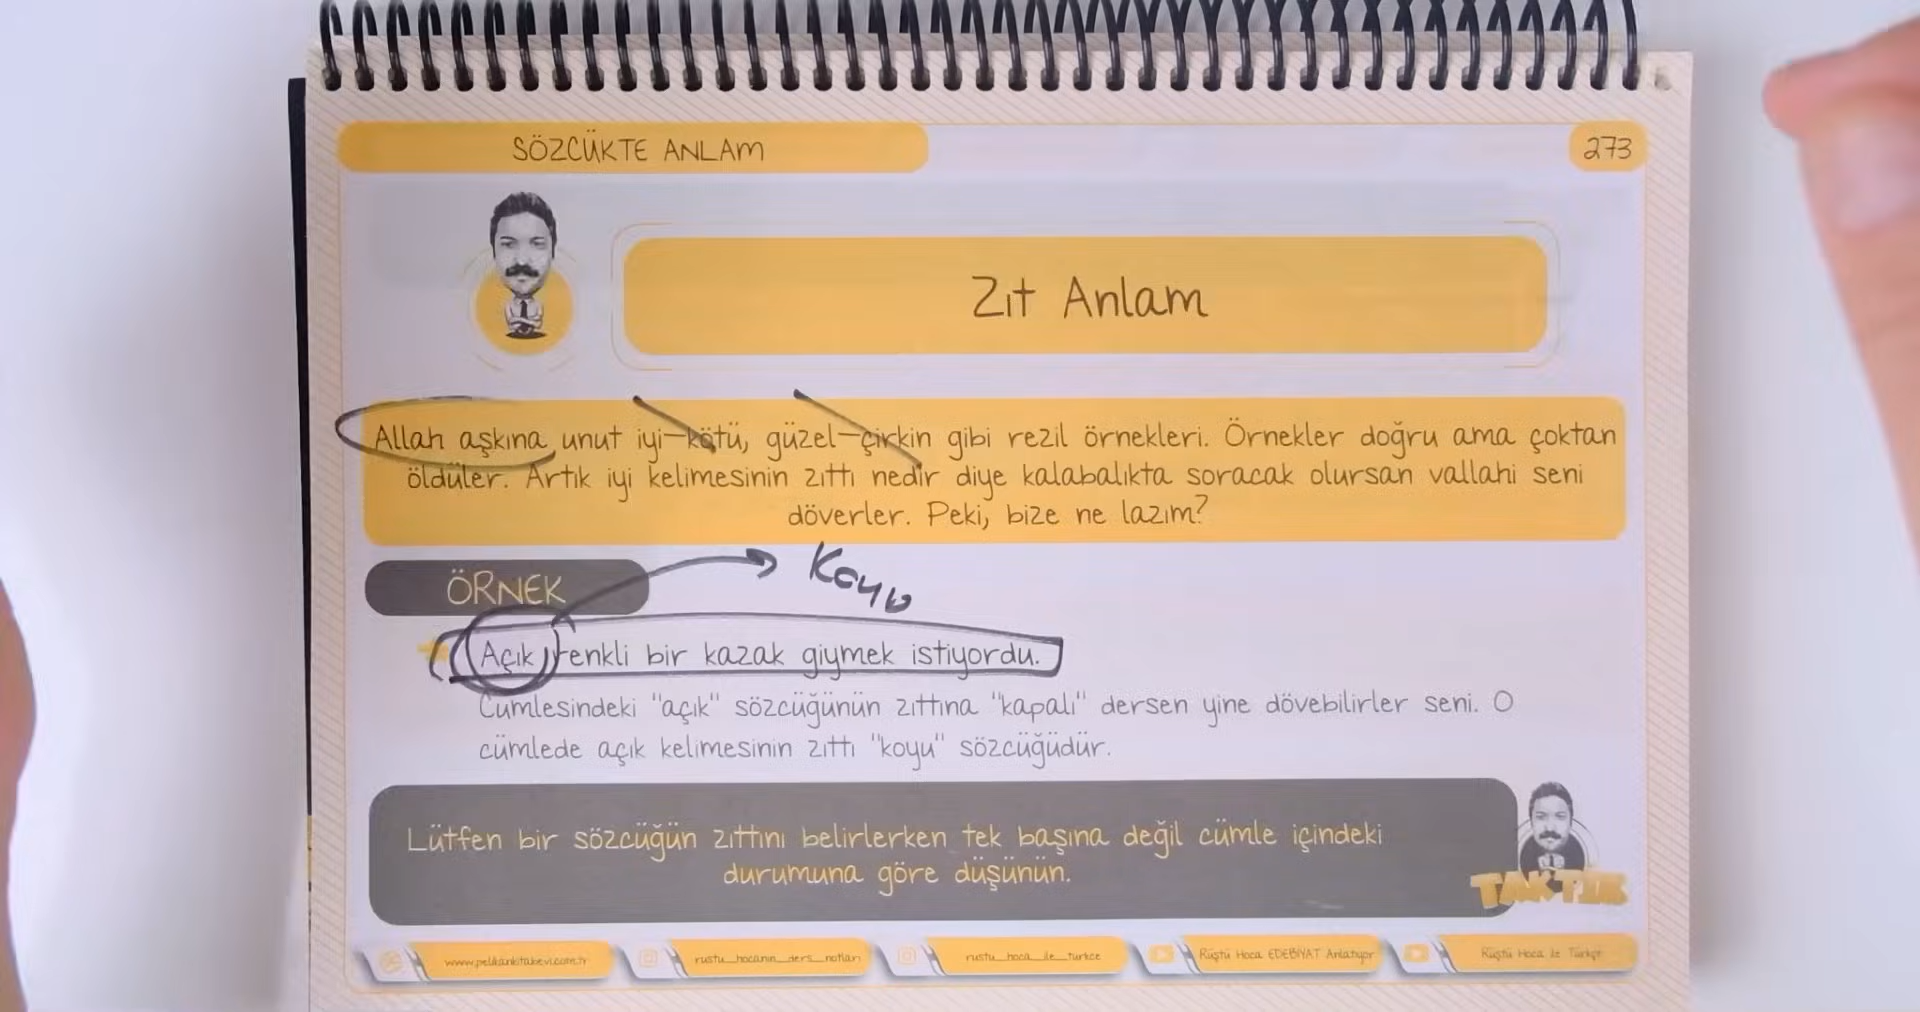 SÖZCÜKTE ANLAM
273
Zıt Anlam
Allah aşkına unut iyi-kötü, güzel-çirkin gibi rezil örnekleri. Örnekler doğru ama çoktan
öldüler. Artık iyi kelimesinin zıttı nedir diye kalabalıkta soracak olursan vallahi seni
döverler. Peki, bize ne lazım?
Koyu
ÖRNEK
Açık renkli bir kazak giymek istiyordu.
Cümlesindeki "açık" sözcüğünün zıttına "kapalı" dersen yine dövebilirler seni. O
cümlede açık kelimesinin zıttı "koyu" sözcüğüdür.
Lütfen bir sözcüğün zıttını belirlerken tek başına değil cümle içindeki
durumuna göre düşünün.
TAKTİK
www.pelikankitabevi.com.tr
rustu_hocanin_ders_notlari
rustu_hoca_ile_turkce
Rüştü Hoca EDEBİYAT Anlatıyor
Rüştü Hoca ile Türkçe